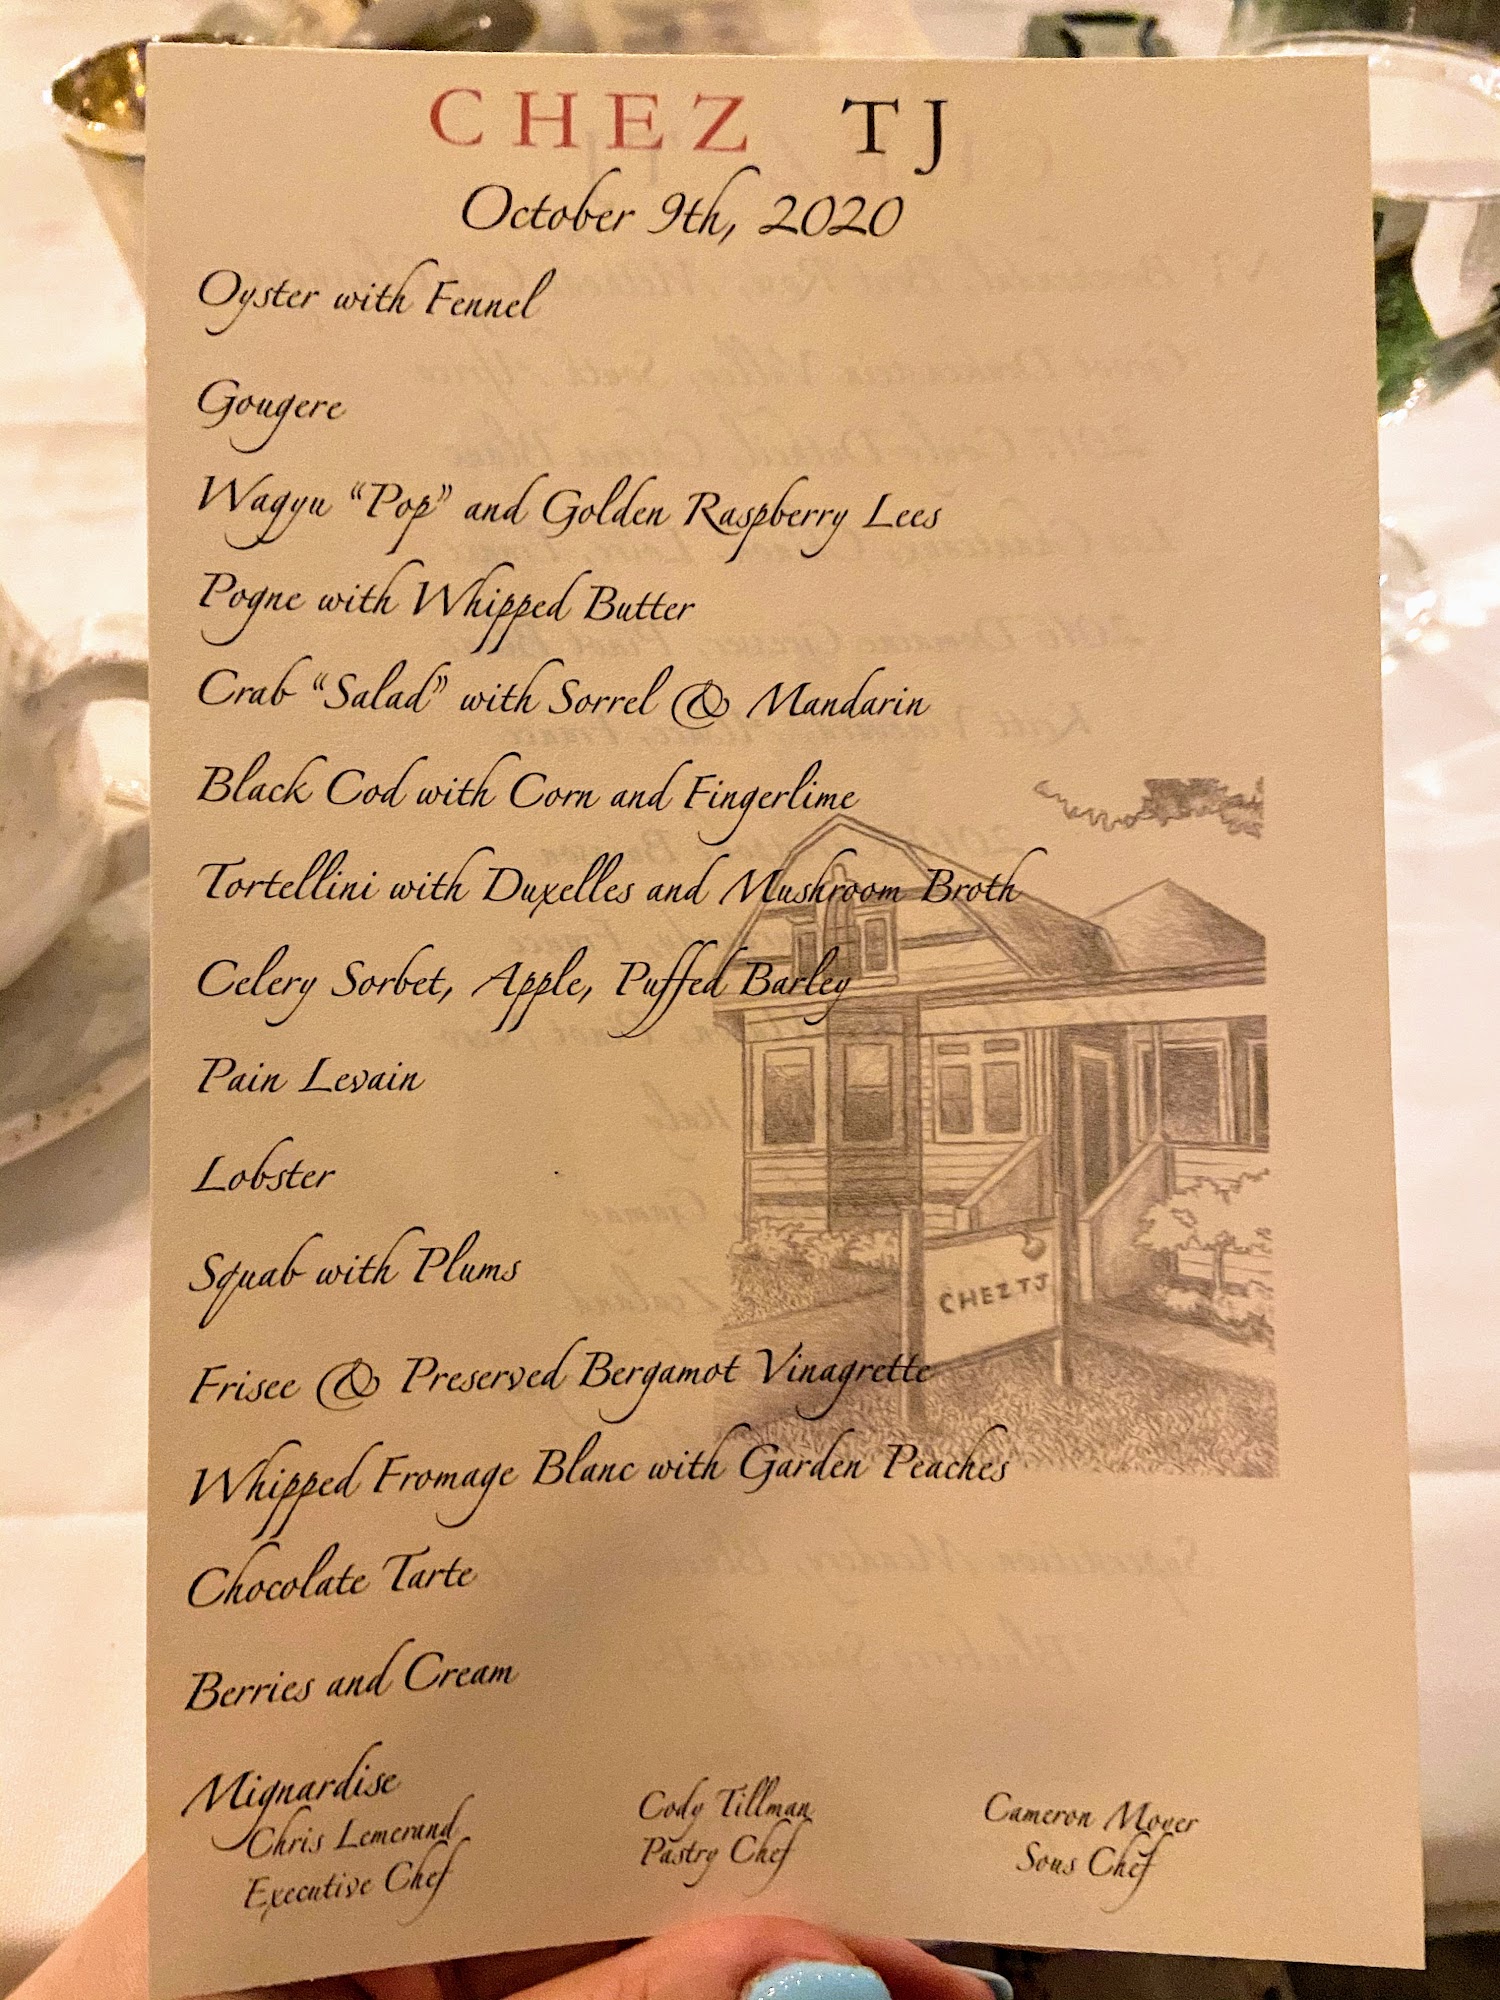 CHEZ TJ
October 9th, 2020
Oyster with Fennel
Gougere
Wagyu “Pop” and Golden Raspberry Lees
Pogne with Whipped Butter
Crab “Salad” with Sorrel & Mandarin
Black Cod with Corn and Fingerlime
Tortellini with Duxelles and Mushroom Broth
Celery Sorbet, Apple, Puffed Barley
Pain Levain
Lobster
Squab with Plums
CHEZ TJ
Frisee & Preserved Bergamot Vinagrette
Whipped Fromage Blanc with Garden Peaches
Chocolate Tarte
Berries and Cream
Mignardise
Chris Lemerand
Executive Chef
Cody Tillman
Pastry Chef
Cameron
Sous Chef